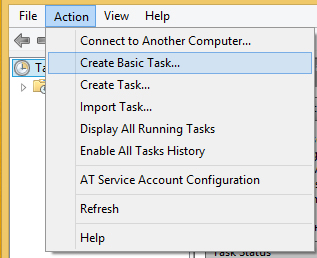 File Action View Help
Connect to Another Computer...
Create Basic Task...
Create Task...
Import Task...
Display All Running Tasks
Enable All Tasks History
AT Service Account Configuration
Refresh
Help
Task Status